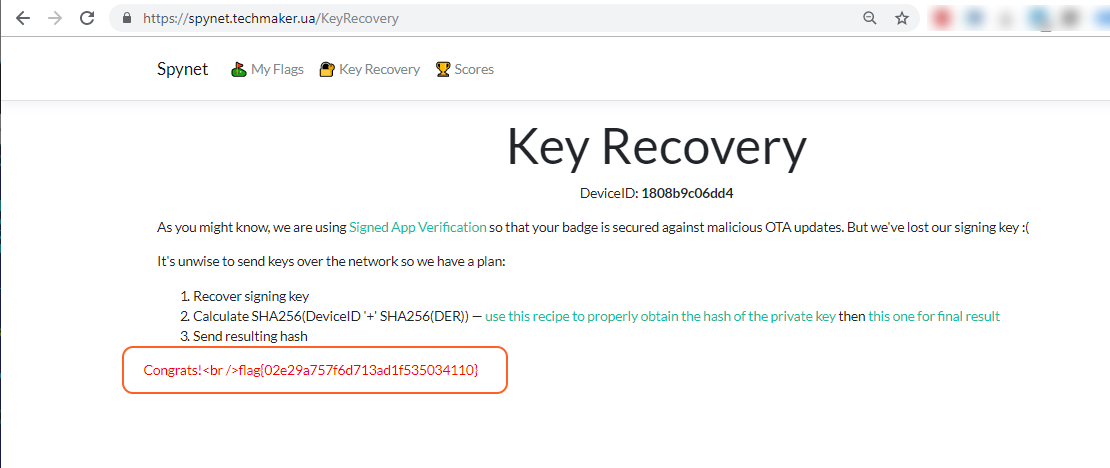 https://spynet.techmaker.ua/KeyRecovery
Spynet My Flags Key Recovery Scores
Key Recovery
DeviceID: 1808b9c06dd4
As you might know, we are using Signed App Verification so that your badge is secured against malicious OTA updates. But we've lost our signing key :(
It's unwise to send keys over the network so we have a plan:
1. Recover signing key
2. Calculate SHA256(DeviceID '+' SHA256(DER)) — use this recipe to properly obtain the hash of the private key then this one for final result
3. Send resulting hash
Congrats!<br />flag{02e29a757f6d713ad1f535034110}